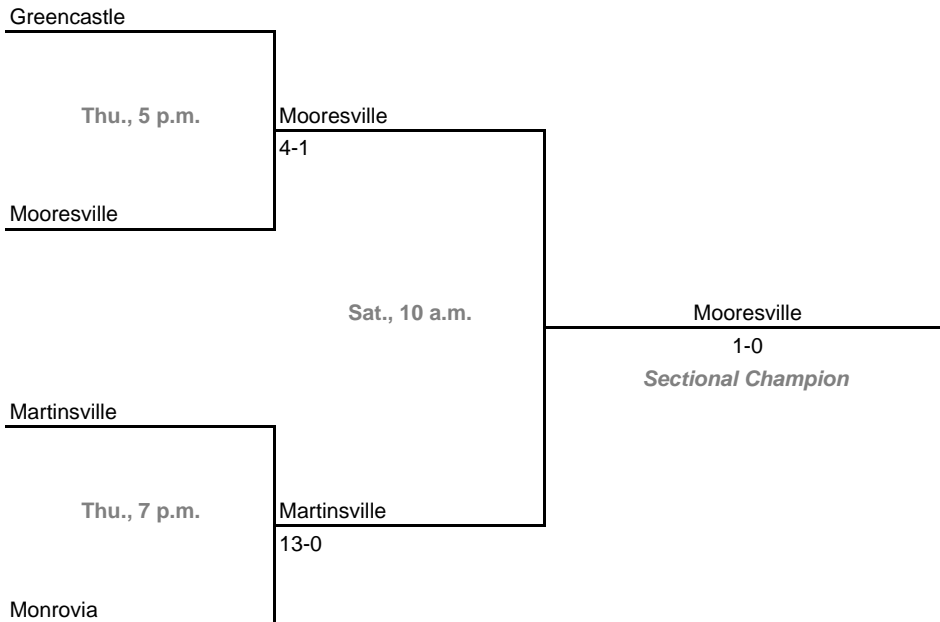 Greencastle
Thu., 5 p.m.
Mooresville
4-1
Mooresville
Sat., 10 a.m.
Mooresville
1-0
Sectional Champion
Martinsville
Thu., 7 p.m.
Martinsville
13-0
Monrovia